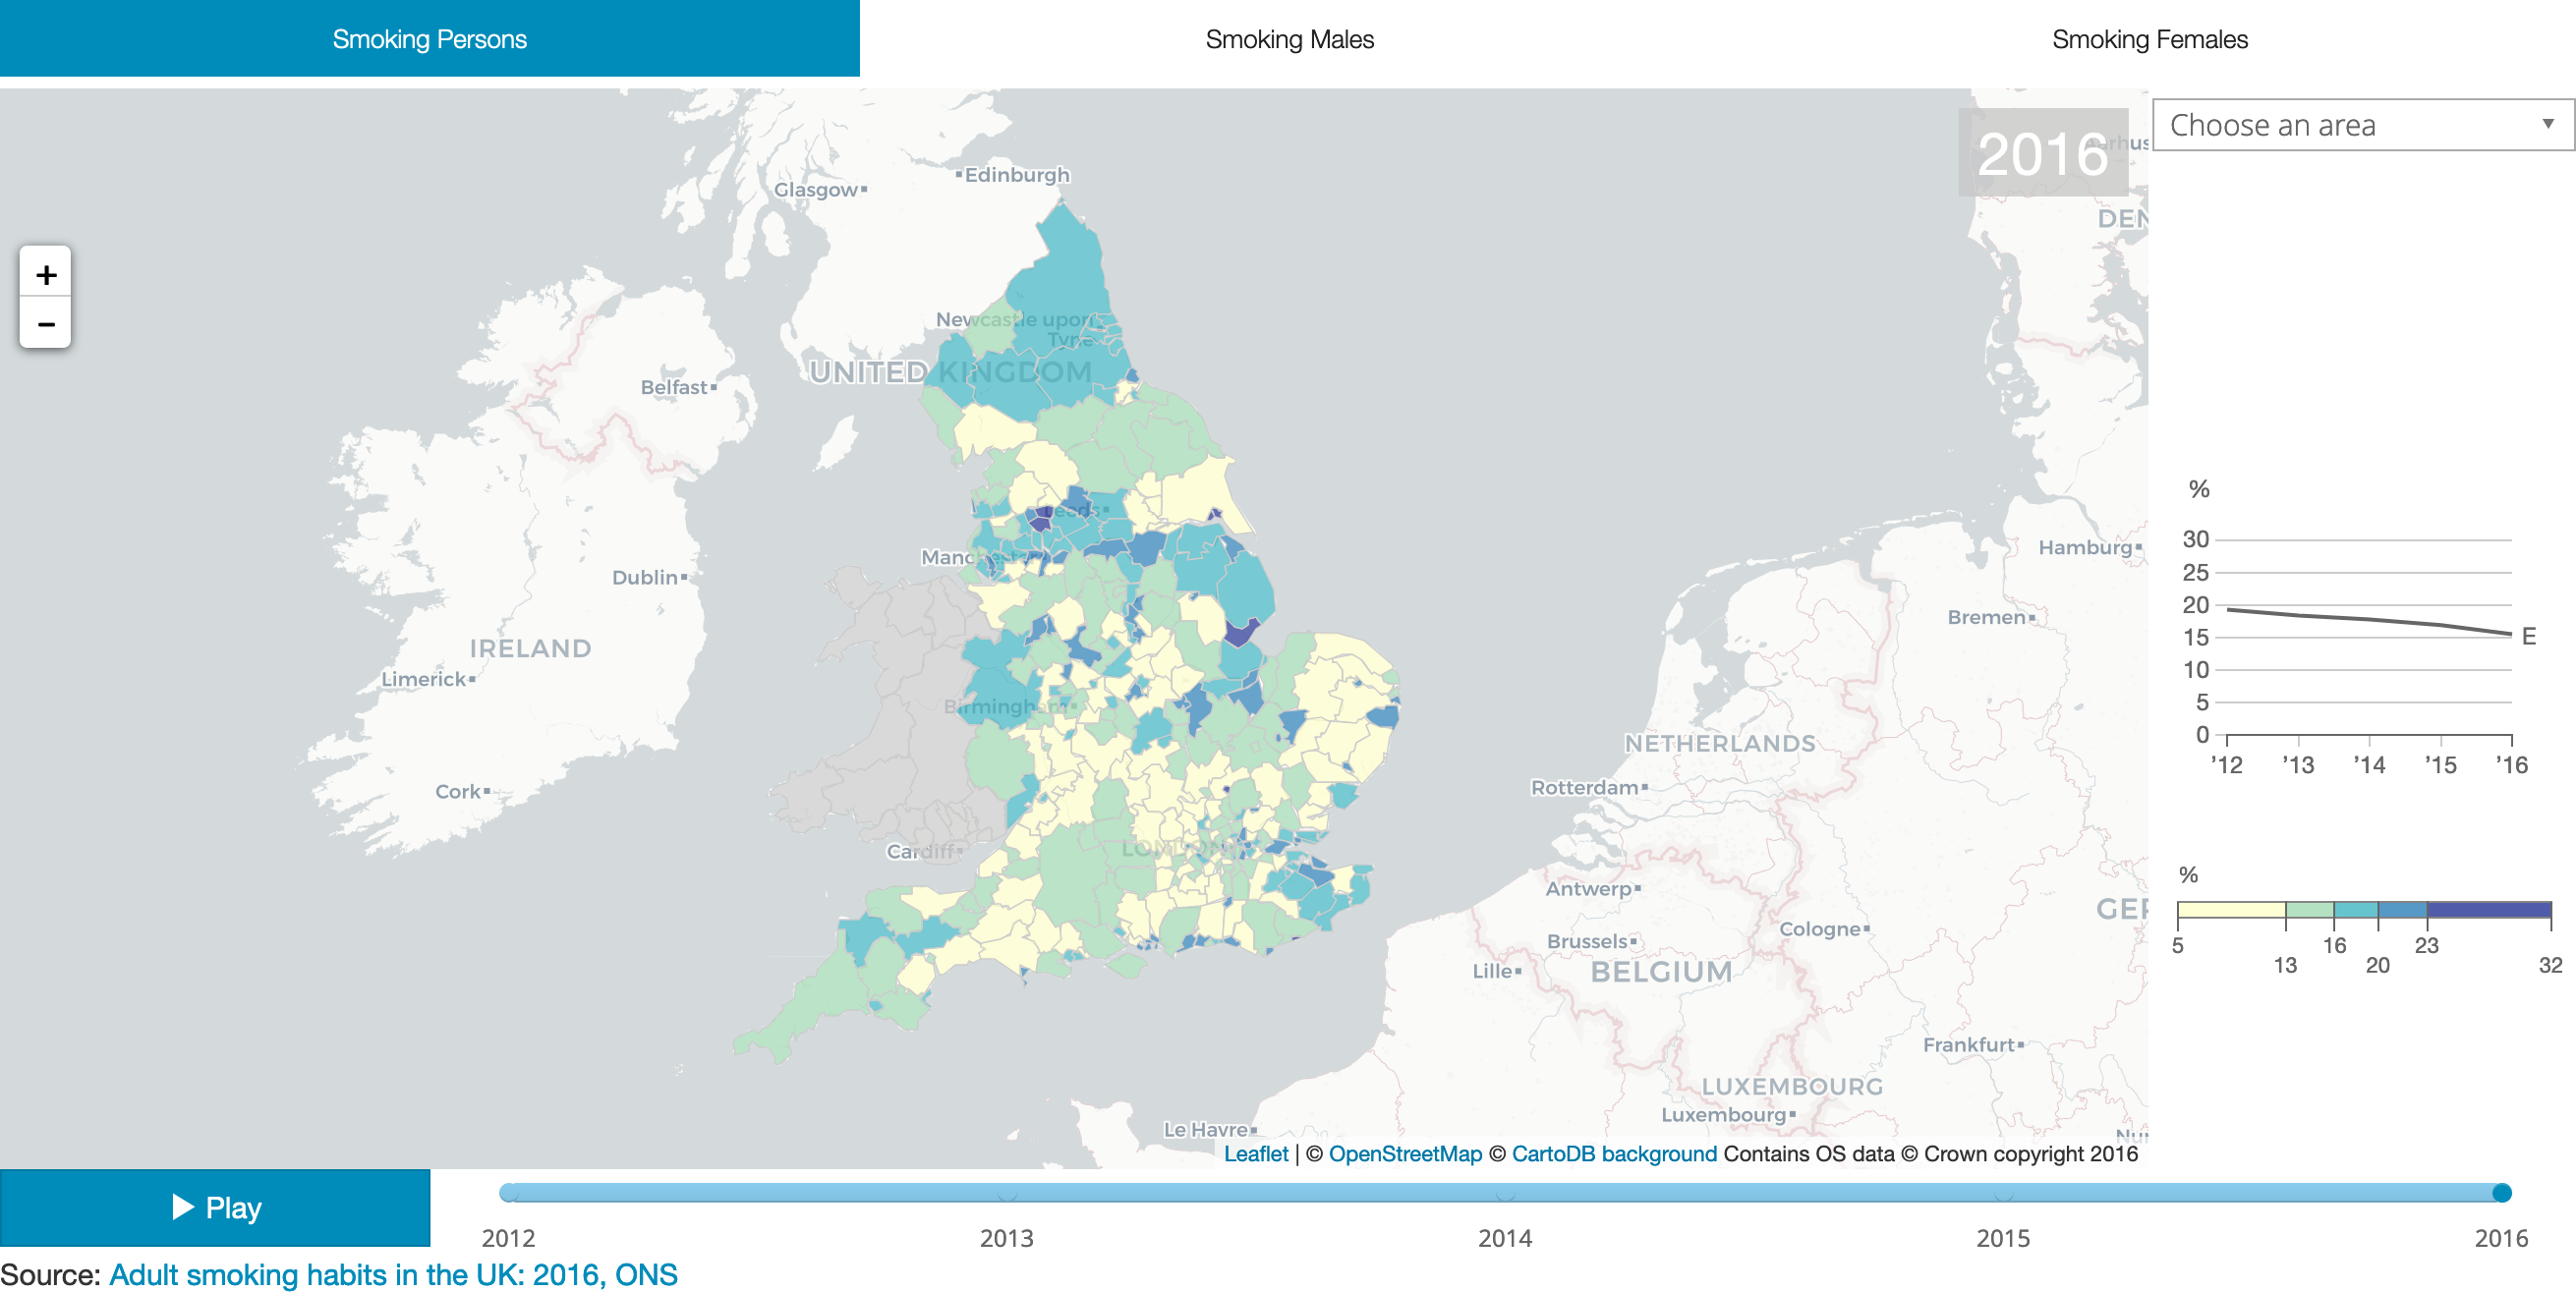 Smoking Persons
Smoking Males
Smoking Females
2016
Choose an area
Edinburgh
Glasgow
DEN
+
−
Newcastle upon
Tyne
UNITED KINGDOM
Belfast
Leeds
Manchester
Dublin
Hamburg
Bremen
IRELAND
Limerick
Birmingham
NETHERLANDS
Cork
Rotterdam
Cardiff
LONDON
Antwerp
GER
Brussels
Cologne
Lille
BELGIUM
Frankfurt
LUXEMBOURG
Luxembourg
Le Havre
Leaflet | © OpenStreetMap © CartoDB background Contains OS data © Crown copyright 2016
%
30
25
20
15
E
10
5
0
'12 '13 '14 '15 '16
%
5 13 16 20 23 32
Play
2012 2013 2014 2015 2016
Source: Adult smoking habits in the UK: 2016, ONS